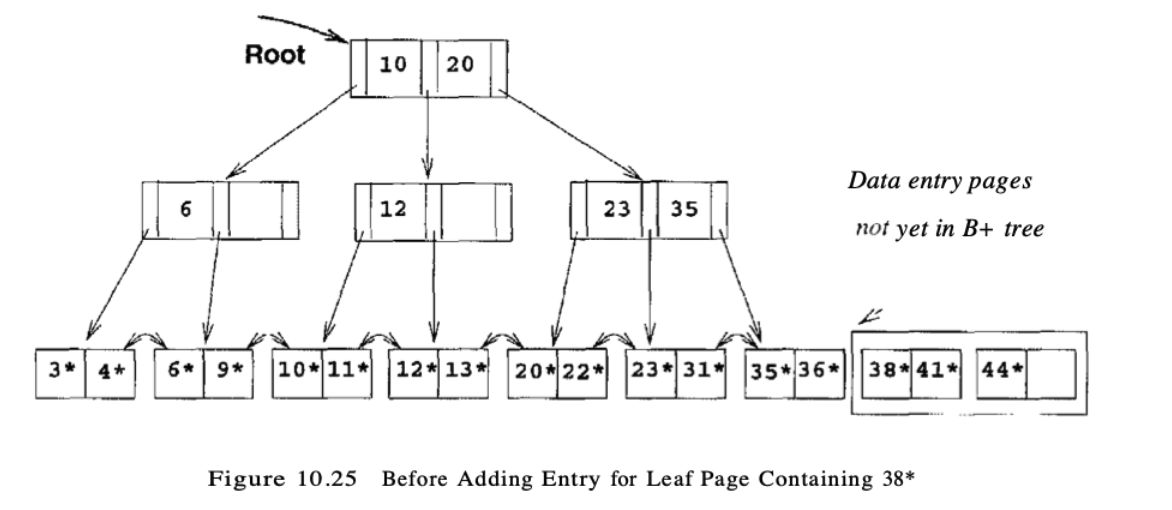 Root
10 20
6 12 23 35
Data entry pages
not yet in B+ tree
3* 4* 6* 9* 10* 11* 12* 13* 20* 22* 23* 31* 35* 36* 38* 41* 44*
Figure 10.25 Before Adding Entry for Leaf Page Containing 38*